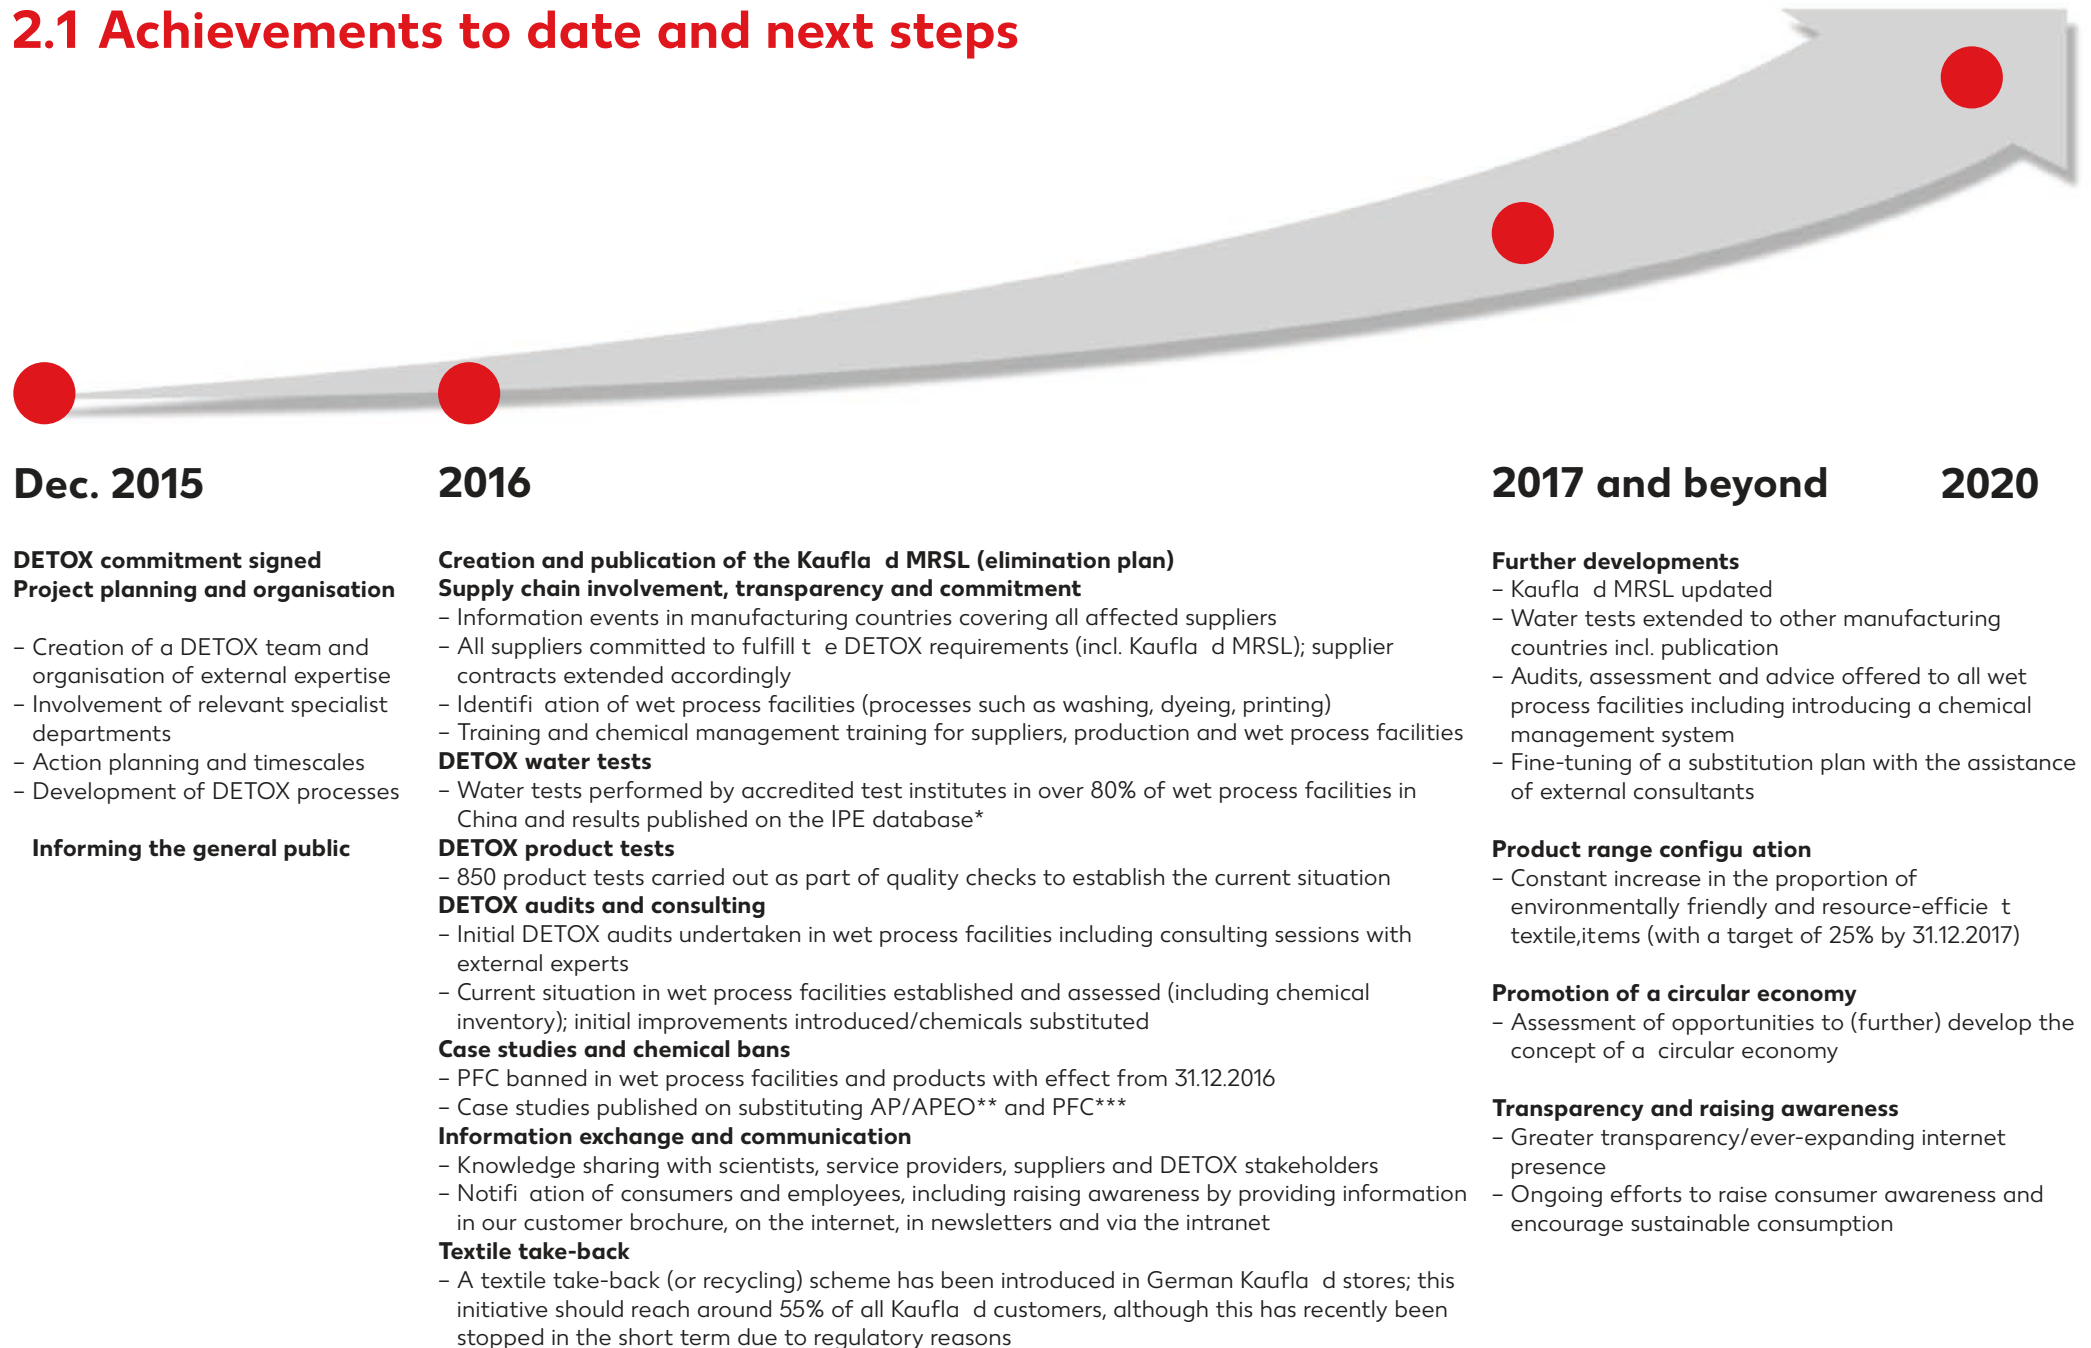 2.1 Achievements to date and next steps
Dec. 2015
DETOX commitment signed
Project planning and organisation
– Creation of a DETOX team and
organisation of external expertise
– Involvement of relevant specialist
departments
– Action planning and timescales
– Development of DETOX processes
Informing the general public
2016
Creation and publication of the Kaufla d MRSL (elimination plan)
Supply chain involvement, transparency and commitment
– Information events in manufacturing countries covering all affected suppliers
– All suppliers committed to fulfill t e DETOX requirements (incl. Kaufla d MRSL); supplier
contracts extended accordingly
– Identifi ation of wet process facilities (processes such as washing, dyeing, printing)
– Training and chemical management training for suppliers, production and wet process facilities
DETOX water tests
– Water tests performed by accredited test institutes in over 80% of wet process facilities in
China and results published on the IPE database*
DETOX product tests
– 850 product tests carried out as part of quality checks to establish the current situation
DETOX audits and consulting
– Initial DETOX audits undertaken in wet process facilities including consulting sessions with
external experts
– Current situation in wet process facilities established and assessed (including chemical
inventory); initial improvements introduced/chemicals substituted
Case studies and chemical bans
– PFC banned in wet process facilities and products with effect from 31.12.2016
– Case studies published on substituting AP/APEO** and PFC***
Information exchange and communication
– Knowledge sharing with scientists, service providers, suppliers and DETOX stakeholders
– Notifi ation of consumers and employees, including raising awareness by providing information
in our customer brochure, on the internet, in newsletters and via the intranet
Textile take-back
– A textile take-back (or recycling) scheme has been introduced in German Kaufla d stores; this
initiative should reach around 55% of all Kaufla d customers, although this has recently been
stopped in the short term due to regulatory reasons
2017 and beyond
2020
Further developments
– Kaufla d MRSL updated
– Water tests extended to other manufacturing
countries incl. publication
– Audits, assessment and advice offered to all wet
process facilities including introducing a chemical
management system
– Fine-tuning of a substitution plan with the assistance
of external consultants
Product range configu ation
– Constant increase in the proportion of
environmentally friendly and resource-efficie t
textile,items (with a target of 25% by 31.12.2017)
Promotion of a circular economy
– Assessment of opportunities to (further) develop the
concept of a circular economy
Transparency and raising awareness
– Greater transparency/ever-expanding internet
presence
– Ongoing efforts to raise consumer awareness and
encourage sustainable consumption